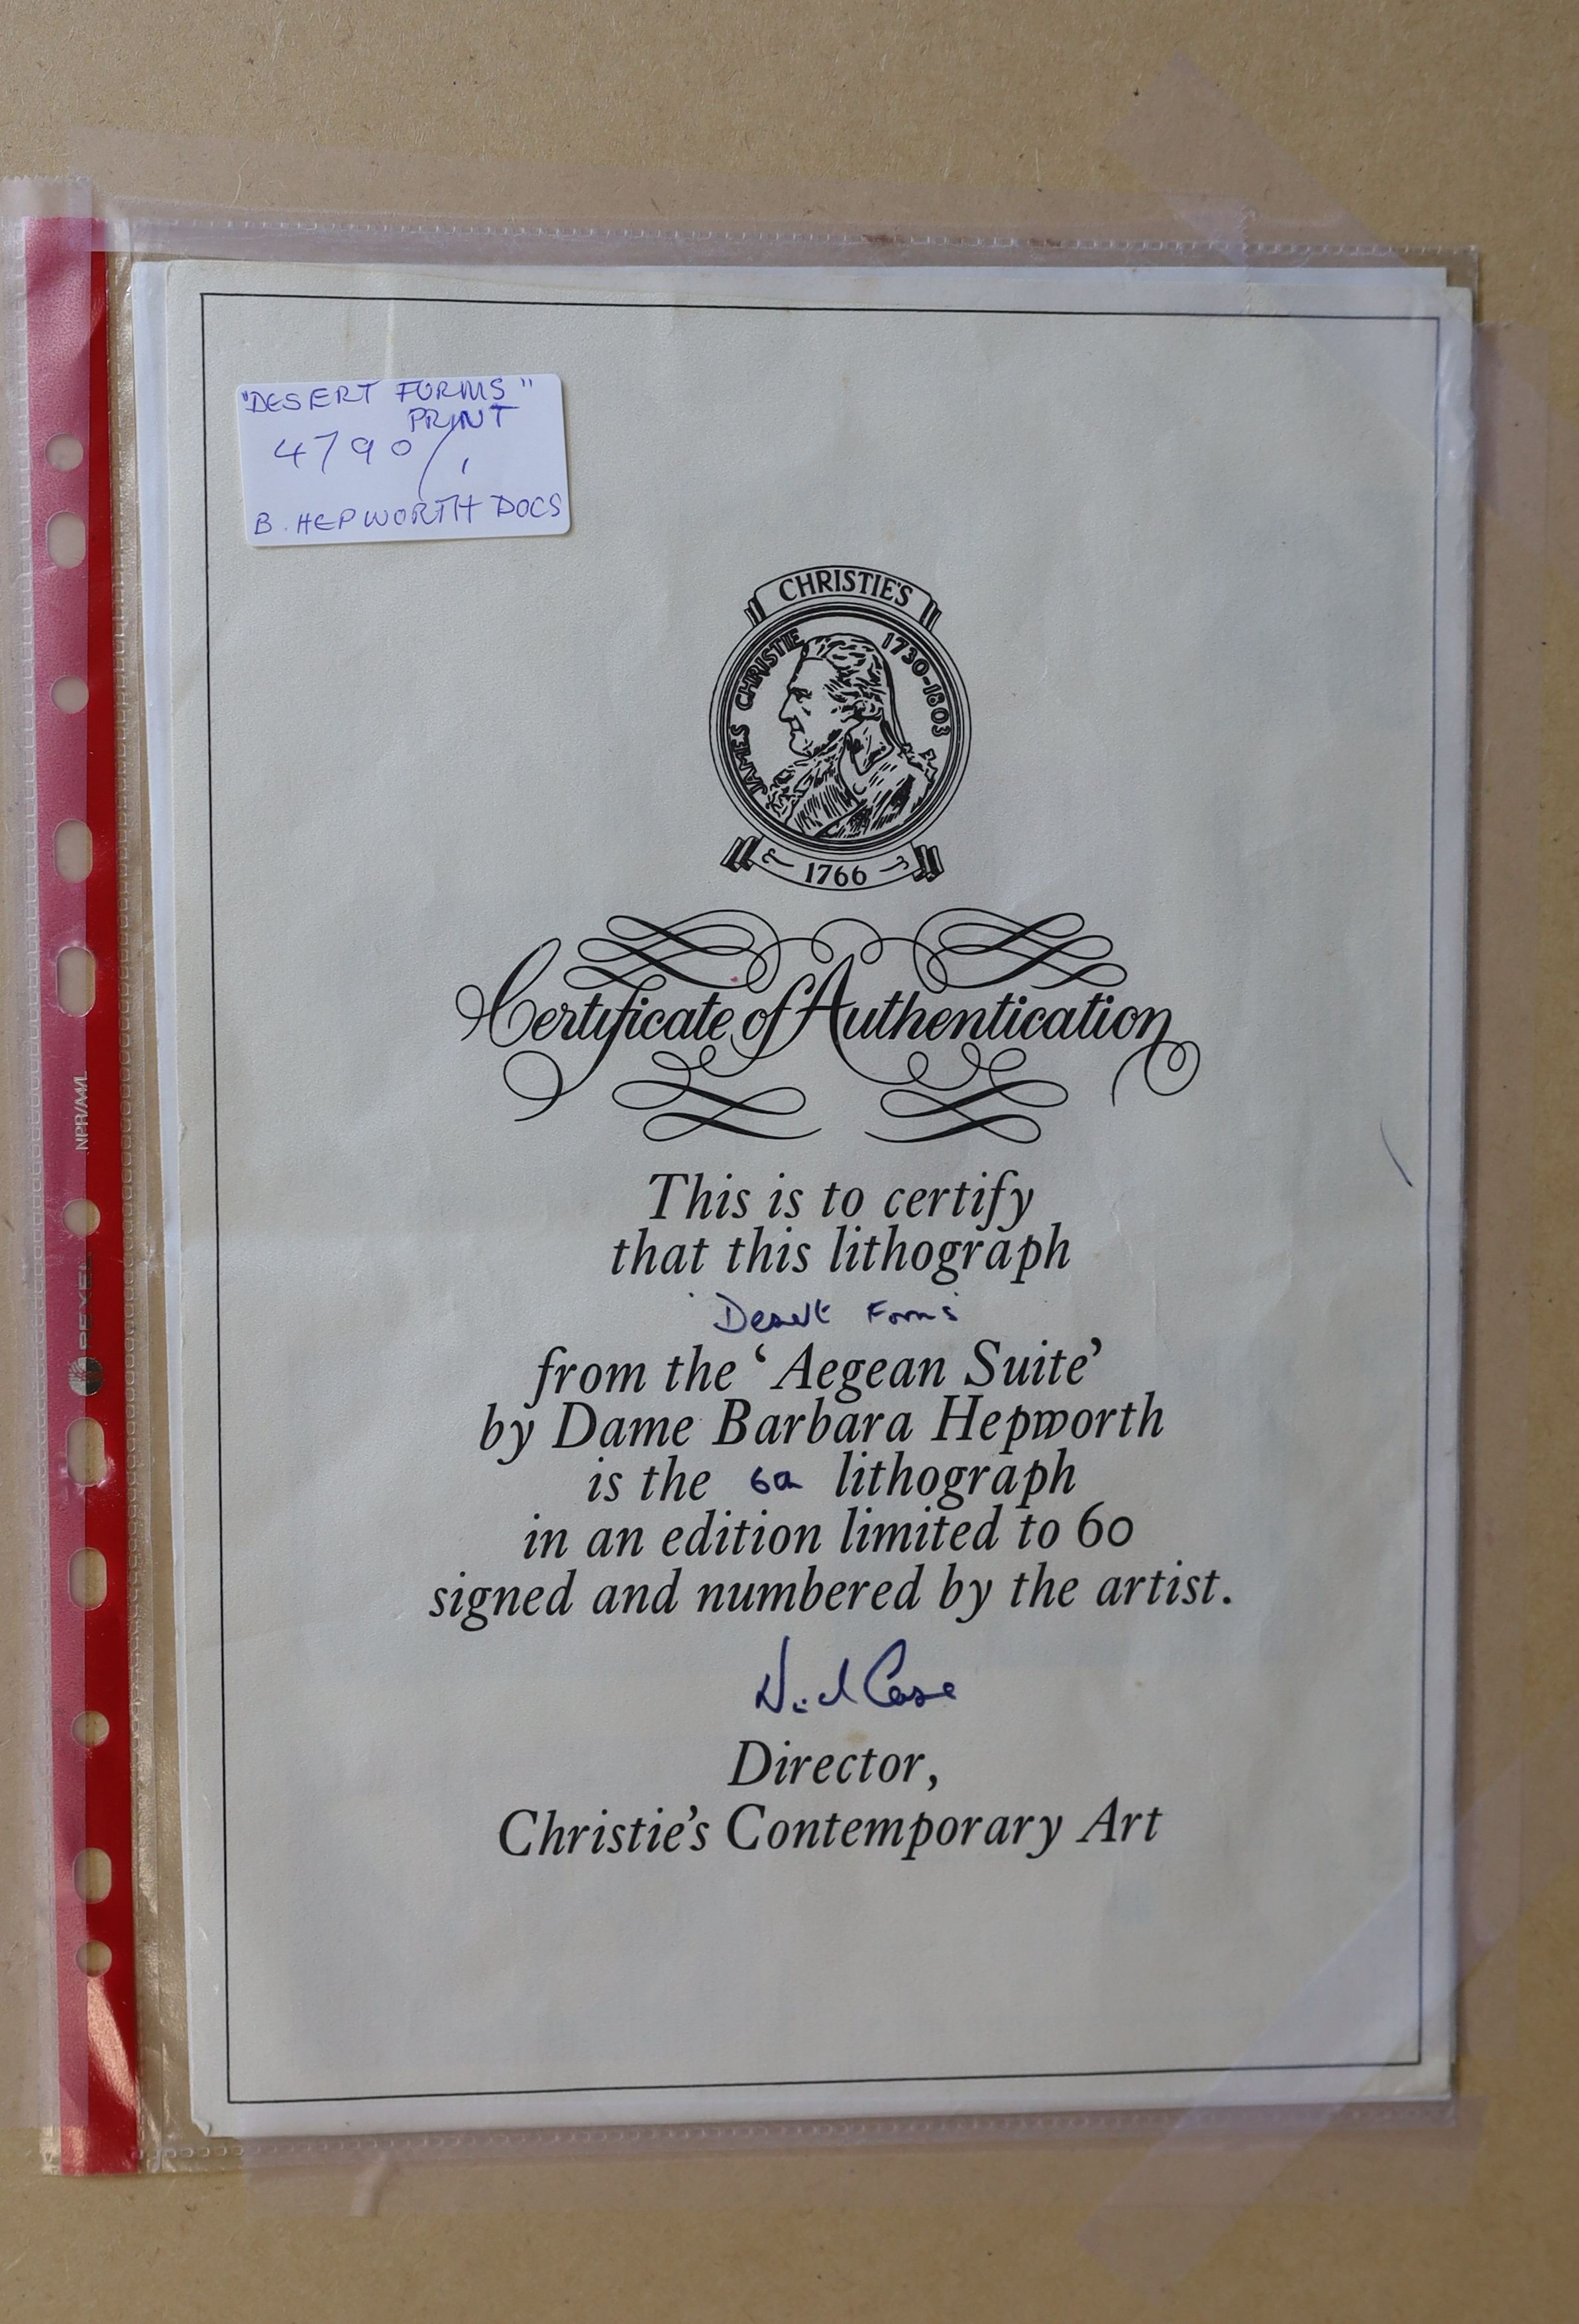 "DESERT FORMS"
PRINT
4790/1
B. HEPWORTH DOCS
CHRISTIE'S
JAMES CHRISTIE 1730-1803
1766
Certificate of Authentication
This is to certify
that this lithograph
'Desert Forms'
from the 'Aegean Suite'
by Dame Barbara Hepworth
is the lithograph
in an edition limited to 60
signed and numbered by the artist.
Director,
Christie's Contemporary Art
NPR/M/L
REXEL